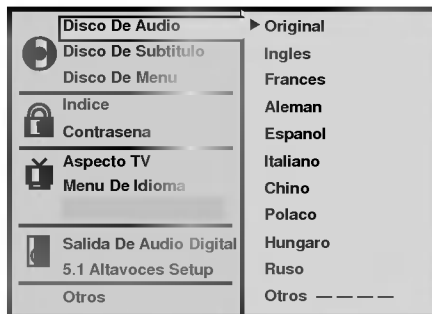 Disco De Audio
Disco De Subtitulo
Disco De Menu
Indice
Contrasena
Aspecto TV
Menu De Idioma
Salida De Audio Digital
5.1 Altavoces Setup
Otros
Original
Ingles
Frances
Aleman
Espanol
Italiano
Chino
Polaco
Hungaro
Ruso
Otros — — — —